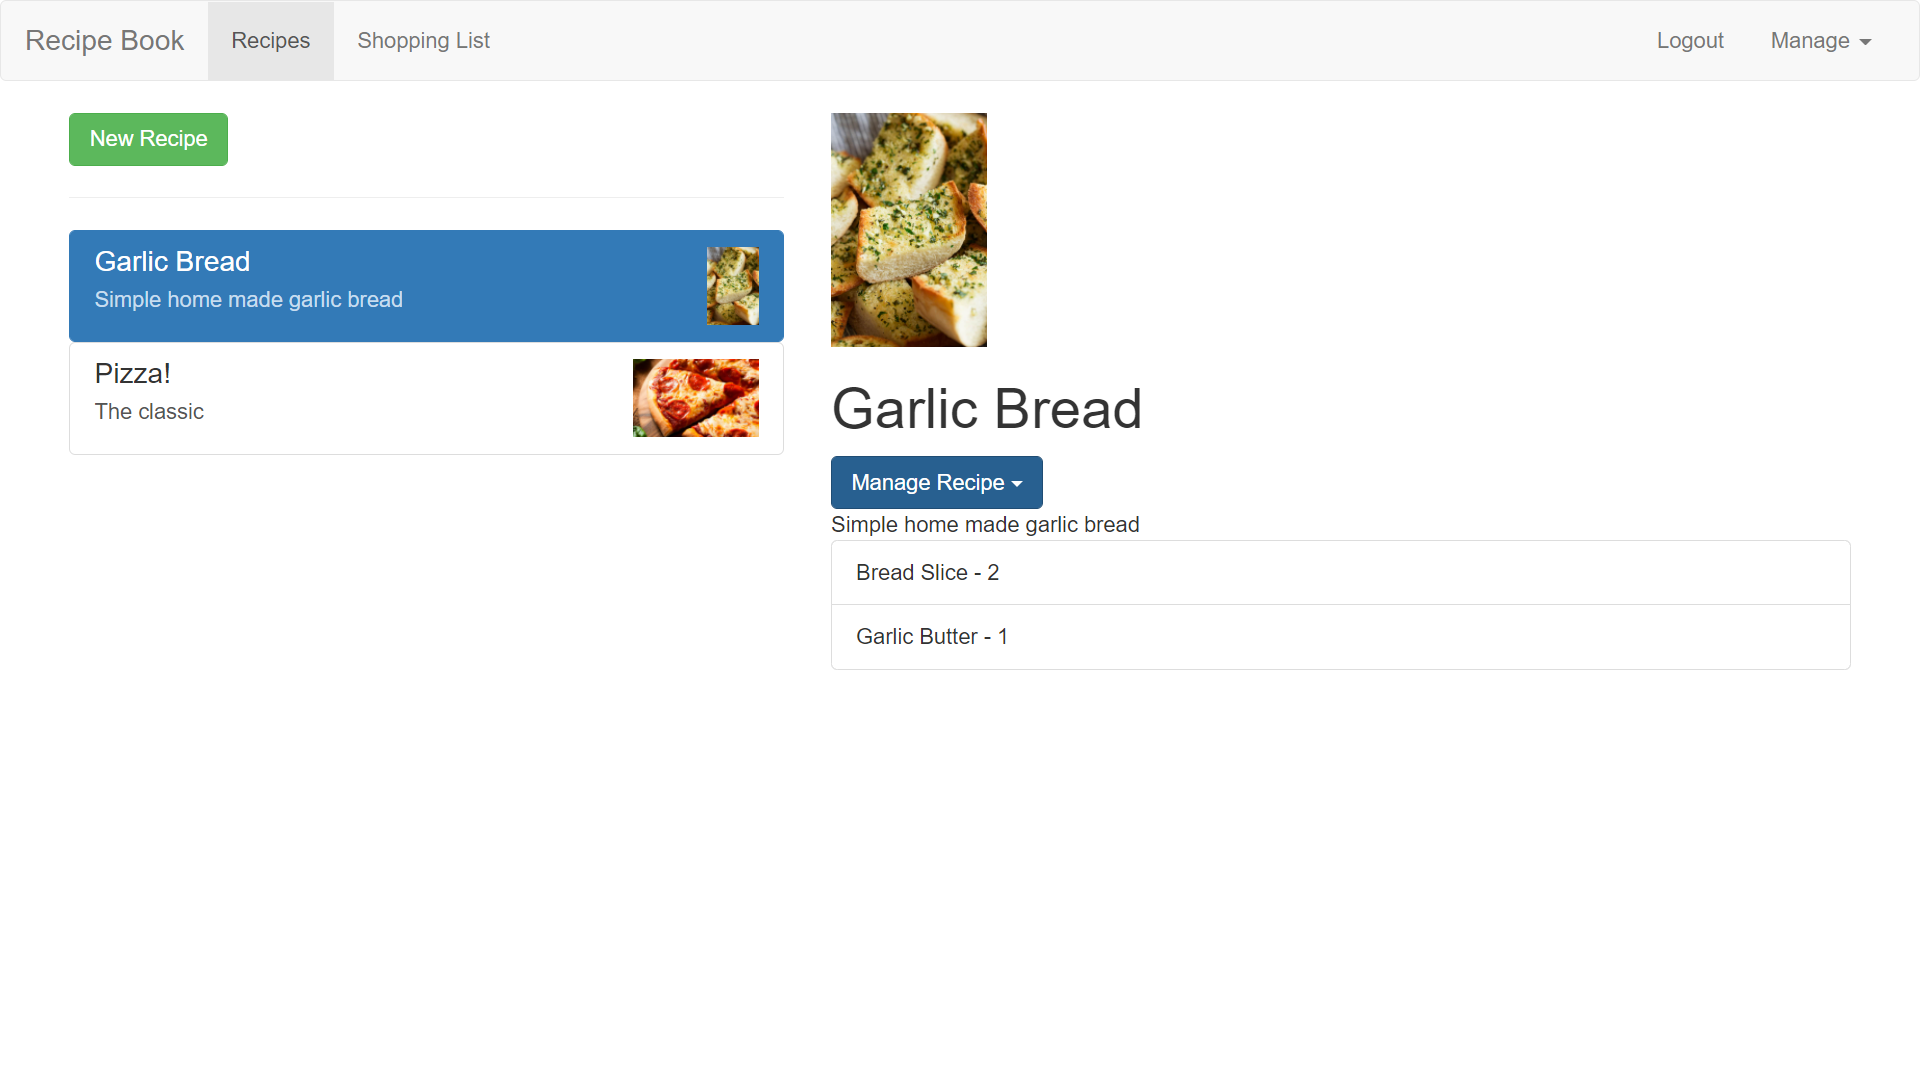 Recipe Book
Recipes
Shopping List
Logout
Manage
New Recipe
Garlic Bread
Simple home made garlic bread
Pizza!
The classic
Garlic Bread
Manage Recipe
Simple home made garlic bread
Bread Slice - 2
Garlic Butter - 1